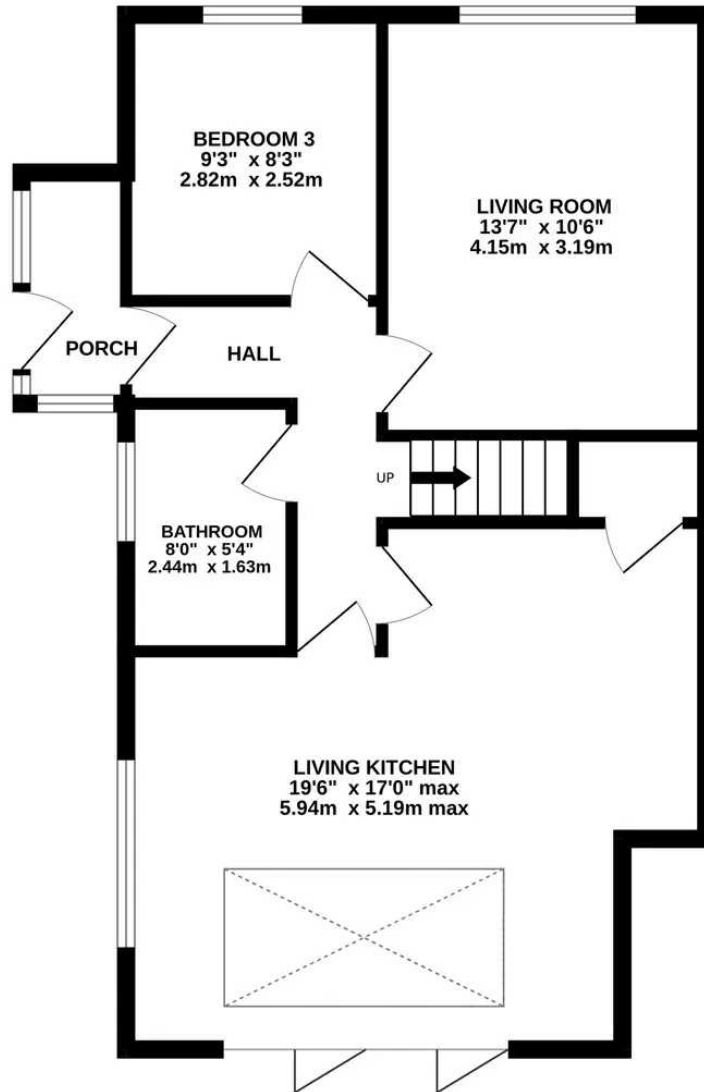 BEDROOM 3
9'3" x 8'3"
2.82m x 2.52m
LIVING ROOM
13'7" x 10'6"
4.15m x 3.19m
PORCH
HALL
UP
BATHROOM
8'0" x 5'4"
2.44m x 1.63m
LIVING KITCHEN
19'6" x 17'0" max
5.94m x 5.19m max